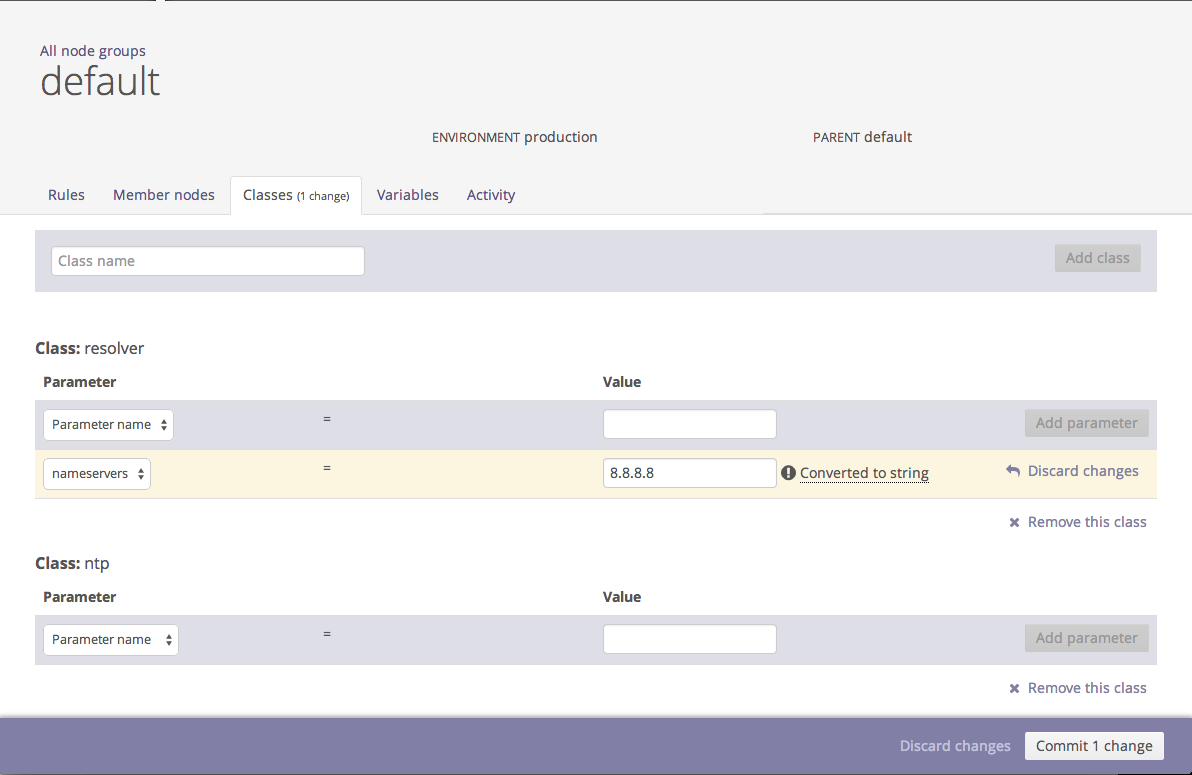 All node groups
default
ENVIRONMENT production PARENT default
Rules Member nodes Classes (1 change) Variables Activity
Class name Add class
Class: resolver
Parameter Value
Parameter name = Add parameter
nameservers = 8.8.8.8 Converted to string Discard changes
Remove this class
Class: ntp
Parameter Value
Parameter name = Add parameter
Remove this class
Discard changes Commit 1 change